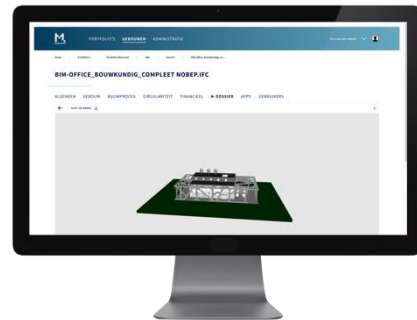 M
PORTFOLIO'S GEBOUWEN ADMINISTRATIE
BIM-OFFICE_BOUWKUNDIG_COMPLEET NOBEP.IFC
ALGEMEEN GEBOUW BOUWPROCES CIRCULARITEIT FINANCIEEL DOSSIER APPS GEBRUIKERS